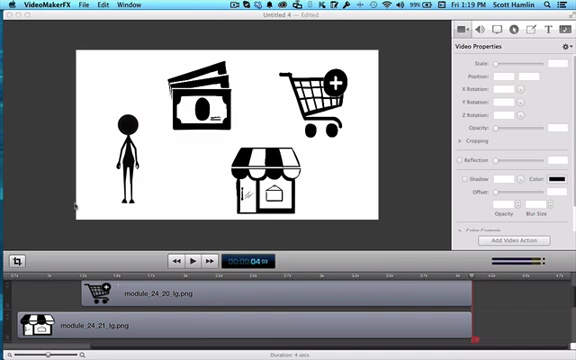 VideoMakerFX File Edit Window 99% Fri 1:19 PM Scott Hamlin
Untitled 4 — Edited
Video Properties
Scale:
Position:
X Rotation:
Y Rotation:
Z Rotation:
Opacity:
Cropping
Reflection
Shadow Color:
Offset:
Opacity Blur Size
Color Controls
Add Video Action
module_24_20_lg.png
module_24_21_lg.png
Duration: 4 secs